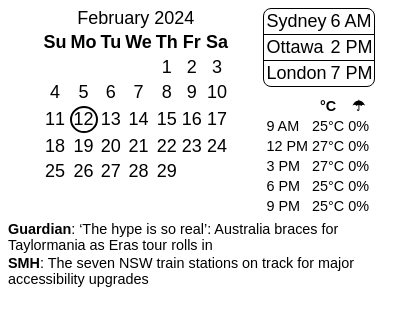 February 2024
Su Mo Tu We Th Fr Sa
1 2 3
4 5 6 7 8 9 10
11 12 13 14 15 16 17
18 19 20 21 22 23 24
25 26 27 28 29
Sydney 6 AM
Ottawa 2 PM
London 7 PM
°C ☂
9 AM 25°C 0%
12 PM 27°C 0%
3 PM 27°C 0%
6 PM 25°C 0%
9 PM 25°C 0%
Guardian: ‘The hype is so real’: Australia braces for
Taylormania as Eras tour rolls in
SMH: The seven NSW train stations on track for major
accessibility upgrades